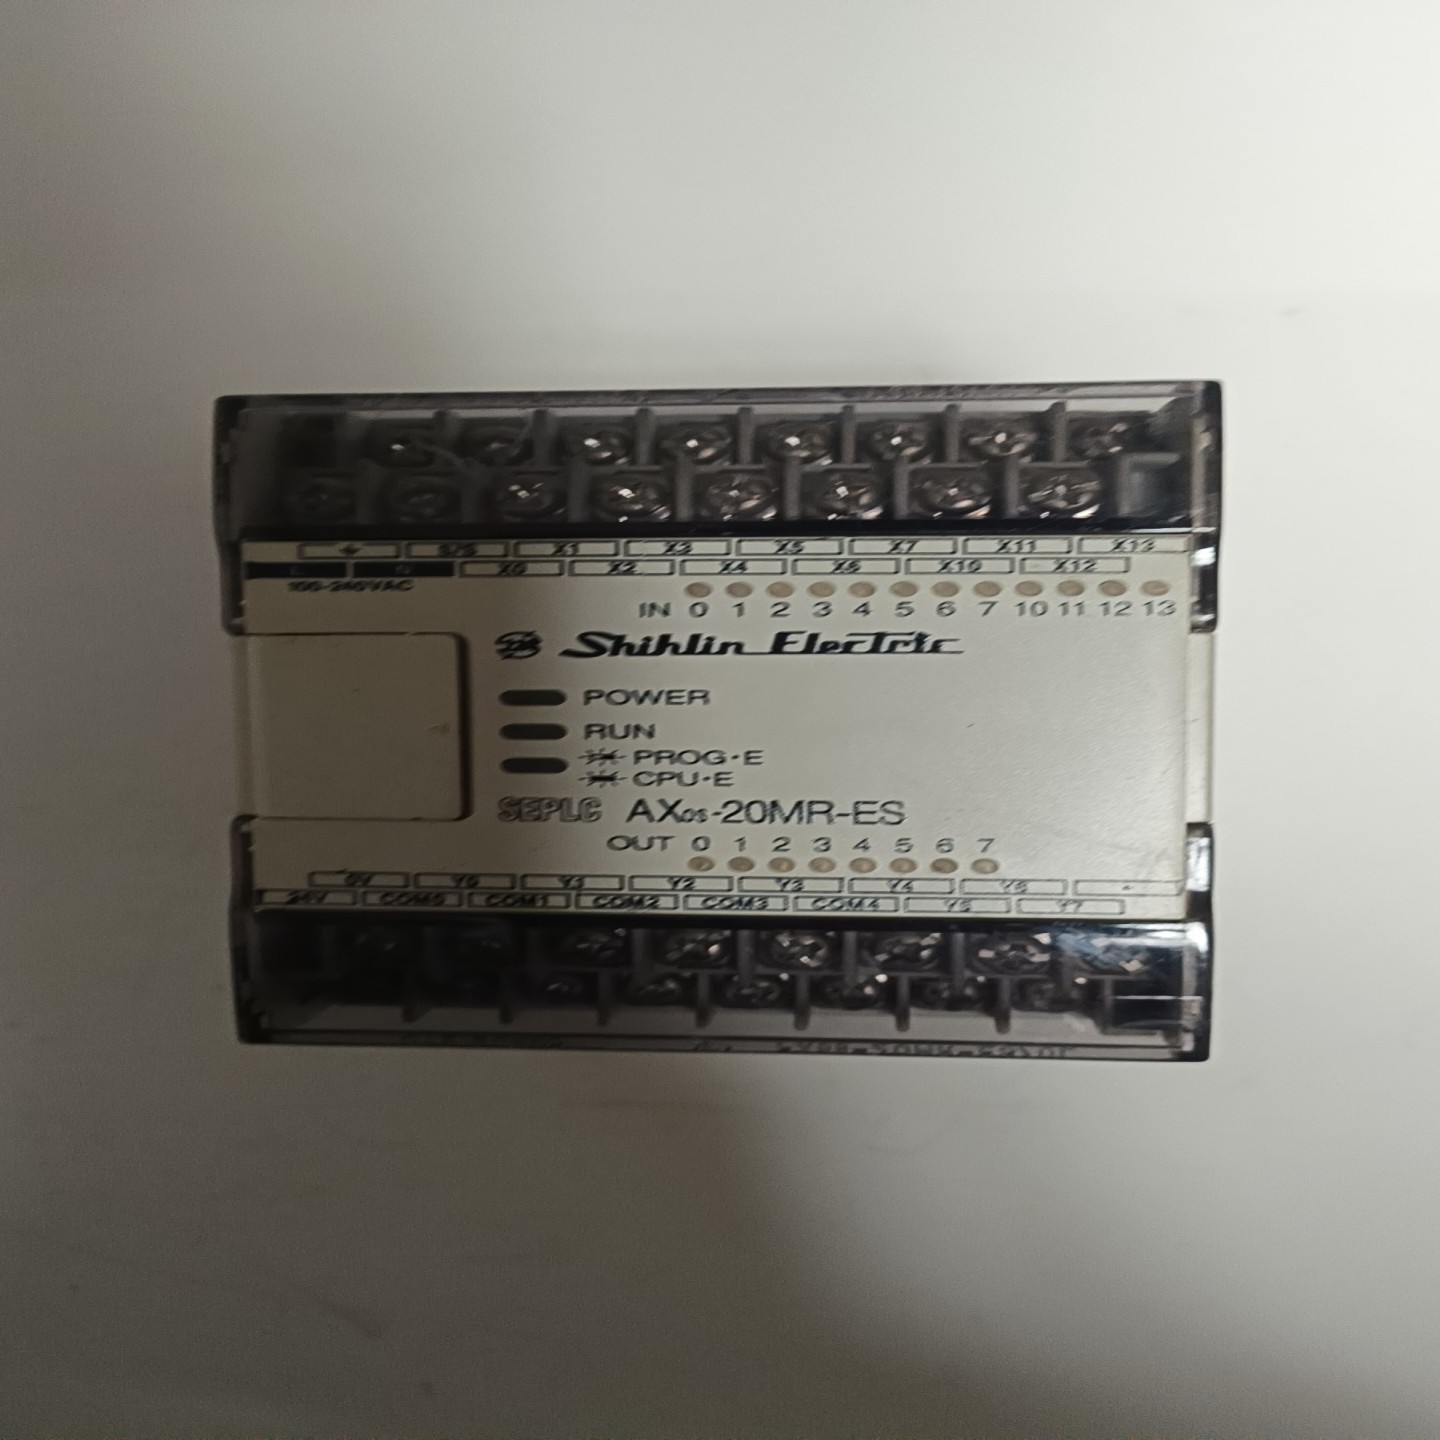 S/S X1 X3 X5 X7 X11 X13
L N X0 X2 X4 X6 X10 X12
100-240VAC
IN 0 1 2 3 4 5 6 7 10 11 12 13
Shihlin Electric
POWER
RUN
PROG·E
CPU·E
SEPLC AX0S-20MR-ES
OUT 0 1 2 3 4 5 6 7
0V Y0 Y1 Y2 Y3 Y4 Y6
24V COM0 COM1 COM2 COM3 COM4 Y5 Y7